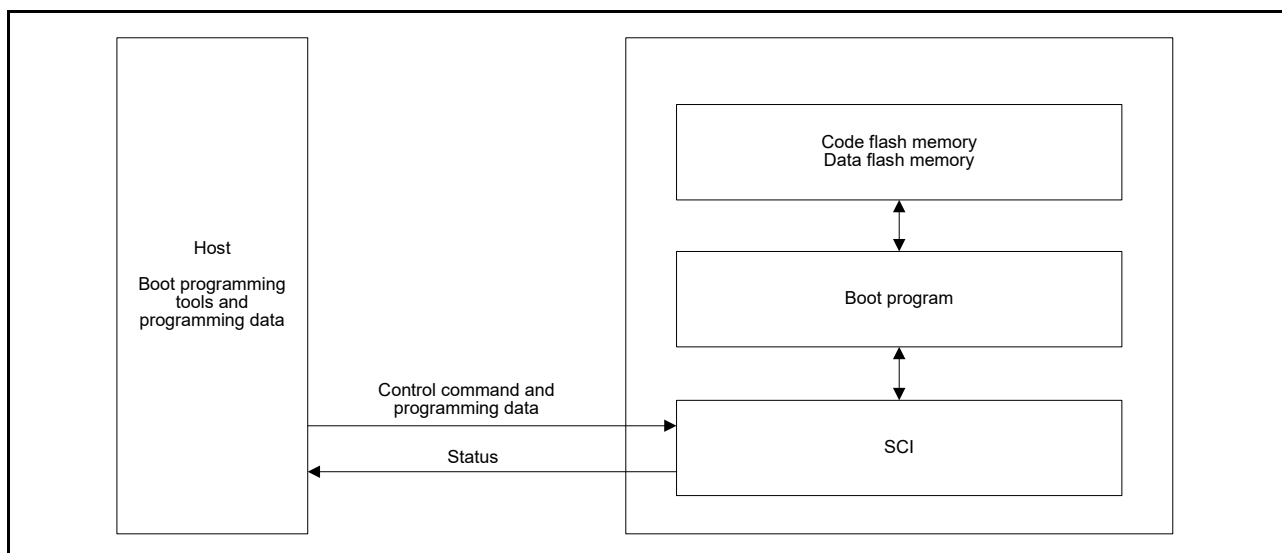 Host
Boot programming
tools and
programming data
Control command and
programming data
Status
Code flash memory
Data flash memory
Boot program
SCI